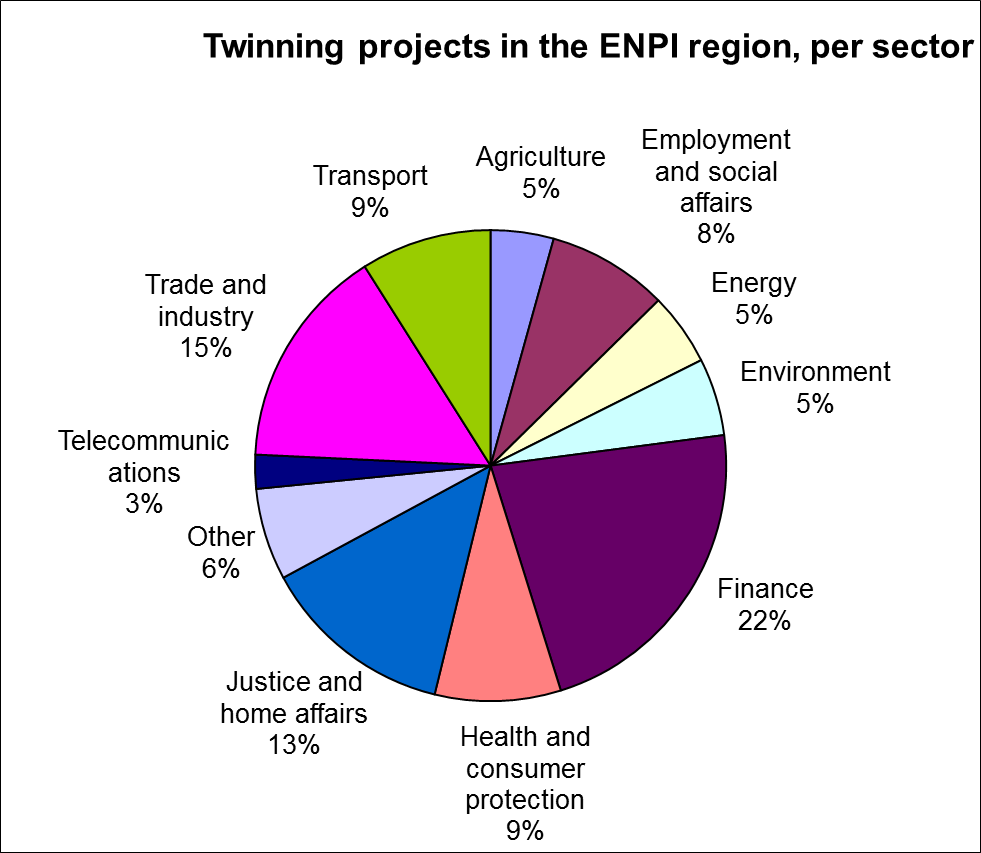 Twinning projects in the ENPI region, per sector
Agriculture
5%
Employment
and social
affairs
8%
Energy
5%
Environment
5%
Finance
22%
Health and
consumer
protection
9%
Justice and
home affairs
13%
Other
6%
Telecommunic
ations
3%
Trade and
industry
15%
Transport
9%